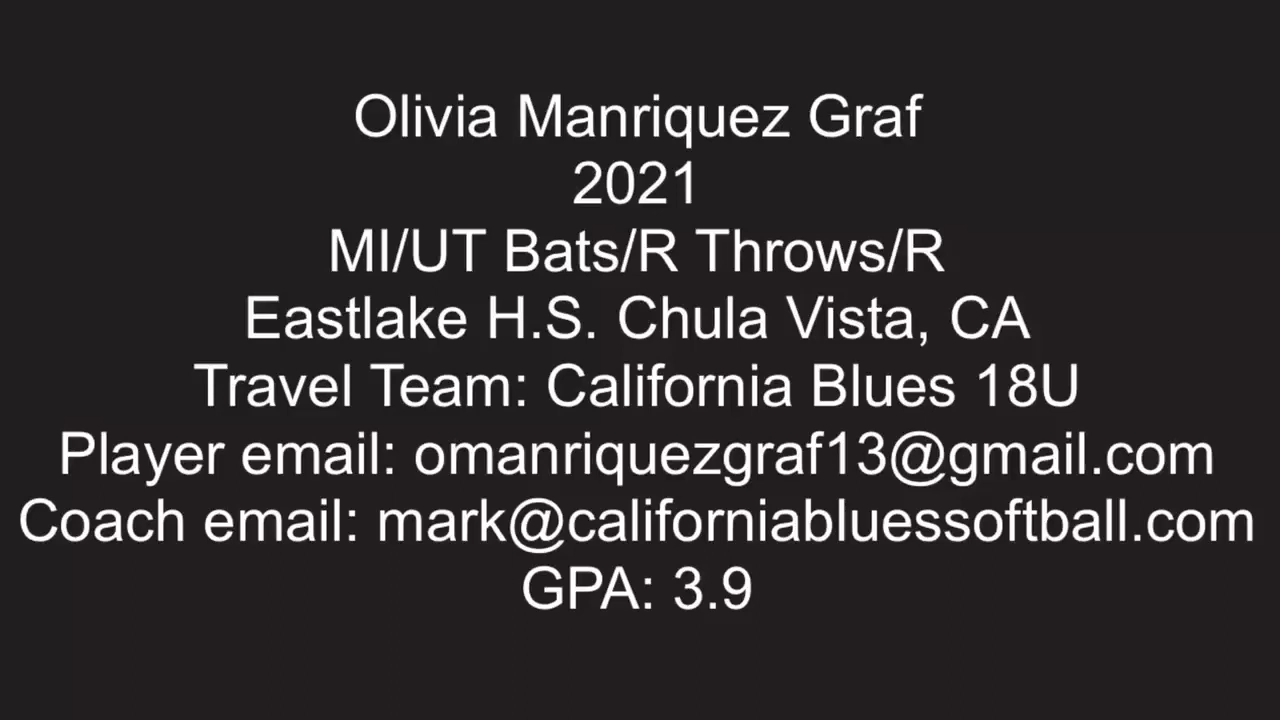 Olivia Manriquez Graf
2021
MI/UT Bats/R Throws/R
Eastlake H.S. Chula Vista, CA
Travel Team: California Blues 18U
Player email: omanriquezgraf13@gmail.com
Coach email: mark@californiabluessoftball.com
GPA: 3.9